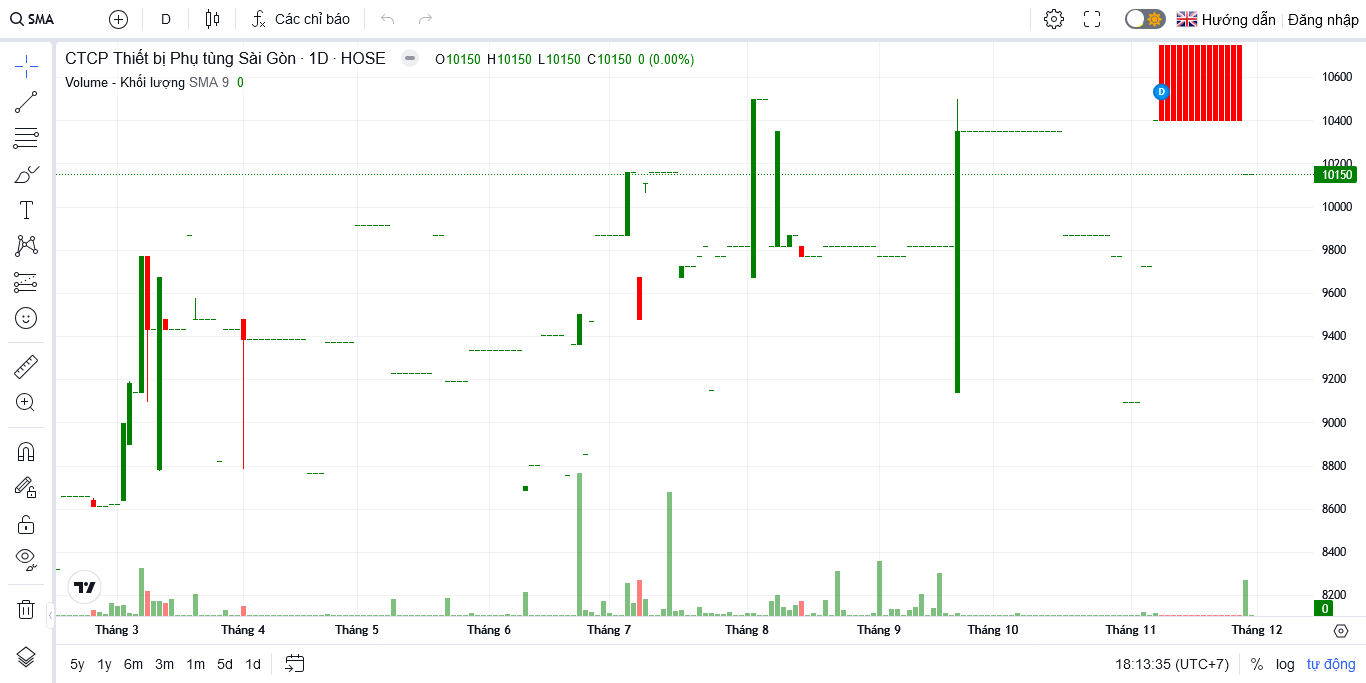 SMA D Các chỉ báo Hướng dẫn Đăng nhập
CTCP Thiết bị Phụ tùng Sài Gòn · 1D · HOSE O10150 H10150 L10150 C10150 0 (0.00%)
Volume - Khối lượng SMA 9 0
D
10600
10400
10200
10150
10000
9800
9600
9400
9200
9000
8800
8600
8400
8200
0
Tháng 3 Tháng 4 Tháng 5 Tháng 6 Tháng 7 Tháng 8 Tháng 9 Tháng 10 Tháng 11 Tháng 12
5y 1y 6m 3m 1m 5d 1d 18:13:35 (UTC+7) % log tự động